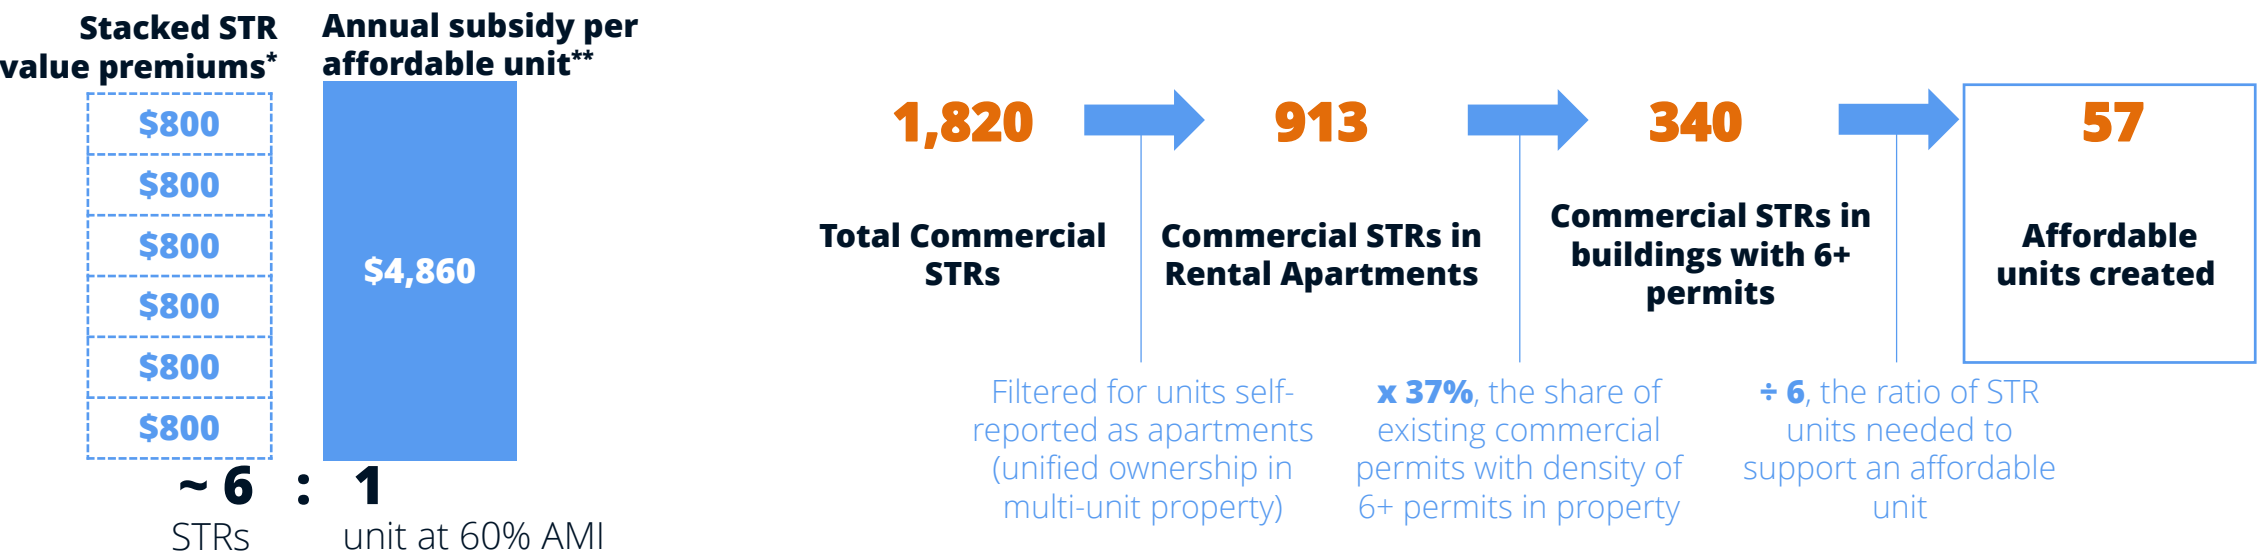 Stacked STR
value premiums*
Annual subsidy per
affordable unit**
$800
$800
$800
$800
$800
$800
$4,860
~ 6 : 1
STRs
unit at 60% AMI
1,820
Total Commercial
STRs
913
Commercial STRs in
Rental Apartments
340
Commercial STRs in
buildings with 6+
permits
57
Affordable
units created
Filtered for units self-
reported as apartments
(unified ownership in
multi-unit property)
x 37%, the share of
existing commercial
permits with density of
6+ permits in property
÷ 6, the ratio of STR
units needed to
support an affordable
unit